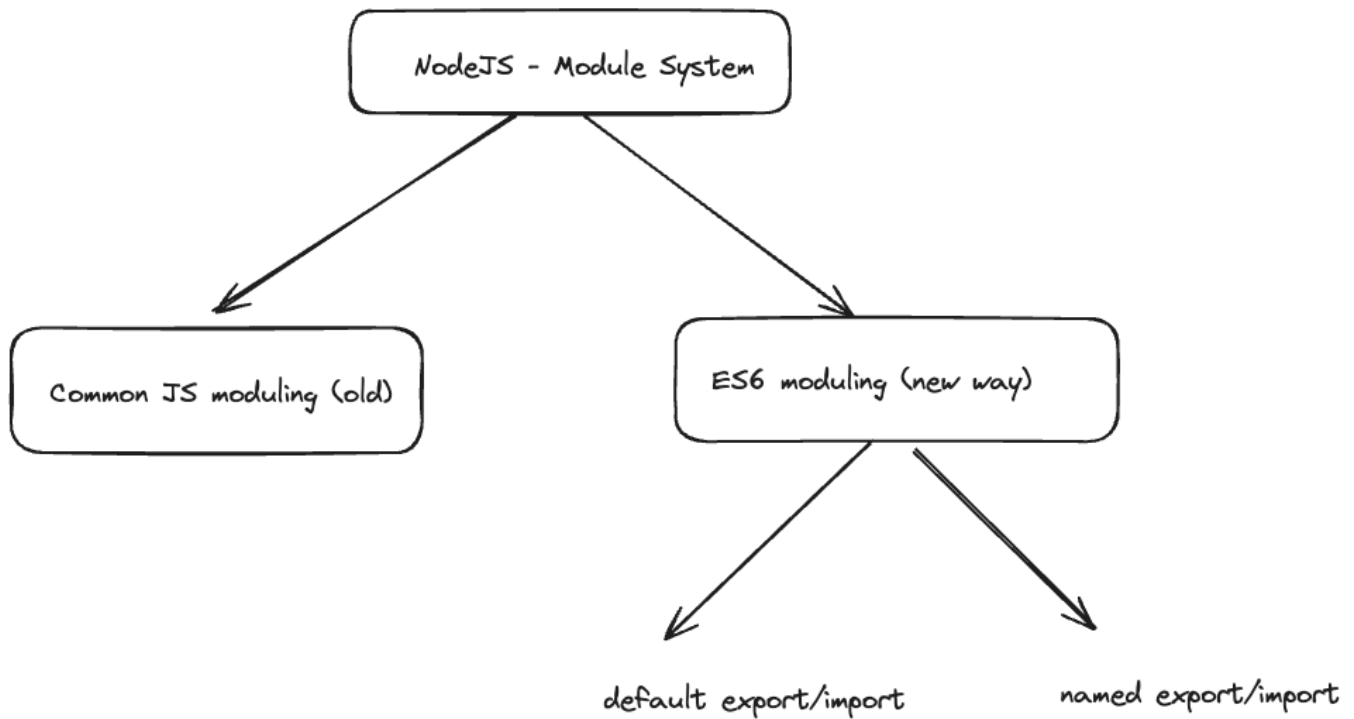 NodeJS - Module System
Common JS moduling (old)
ES6 moduling (new way)
default export/import
named export/import